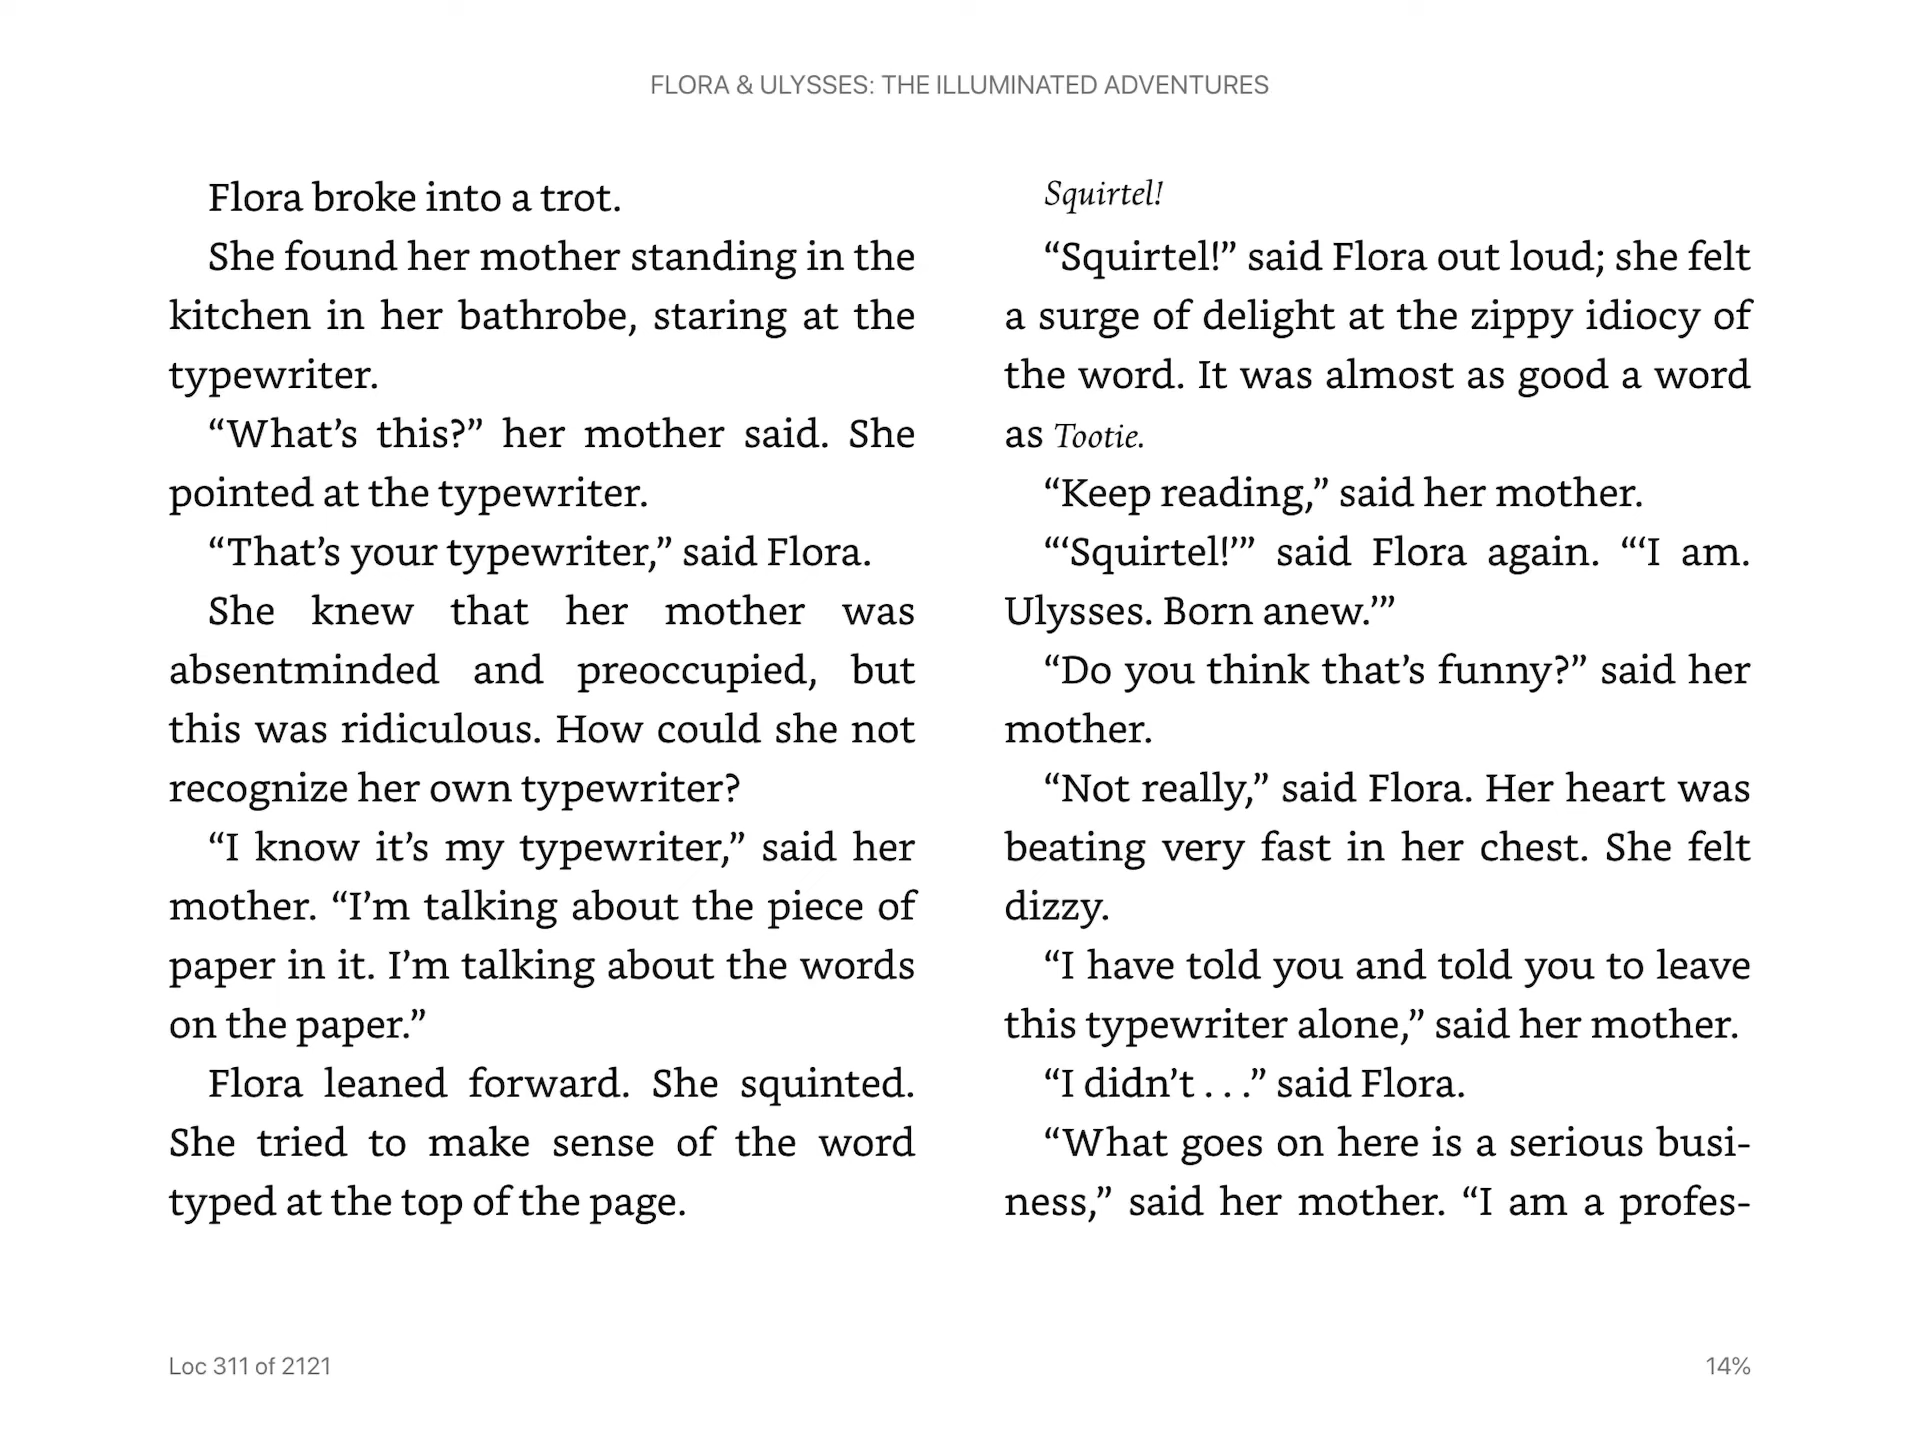 FLORA & ULYSSES: THE ILLUMINATED ADVENTURES
Flora broke into a trot.
She found her mother standing in the
kitchen in her bathrobe, staring at the
typewriter.
“What’s this?” her mother said. She
pointed at the typewriter.
“That’s your typewriter,” said Flora.
She knew that her mother was
absentminded and preoccupied, but
this was ridiculous. How could she not
recognize her own typewriter?
“I know it’s my typewriter,” said her
mother. “I’m talking about the piece of
paper in it. I’m talking about the words
on the paper.”
Flora leaned forward. She squinted.
She tried to make sense of the word
typed at the top of the page.
Squirtel!
“Squirtel!” said Flora out loud; she felt
a surge of delight at the zippy idiocy of
the word. It was almost as good a word
as Tootie.
“Keep reading,” said her mother.
“‘Squirtel!’” said Flora again. “‘I am.
Ulysses. Born anew.’”
“Do you think that’s funny?” said her
mother.
“Not really,” said Flora. Her heart was
beating very fast in her chest. She felt
dizzy.
“I have told you and told you to leave
this typewriter alone,” said her mother.
“I didn’t . . .” said Flora.
“What goes on here is a serious busi-
ness,” said her mother. “I am a profes-
Loc 311 of 2121
14%